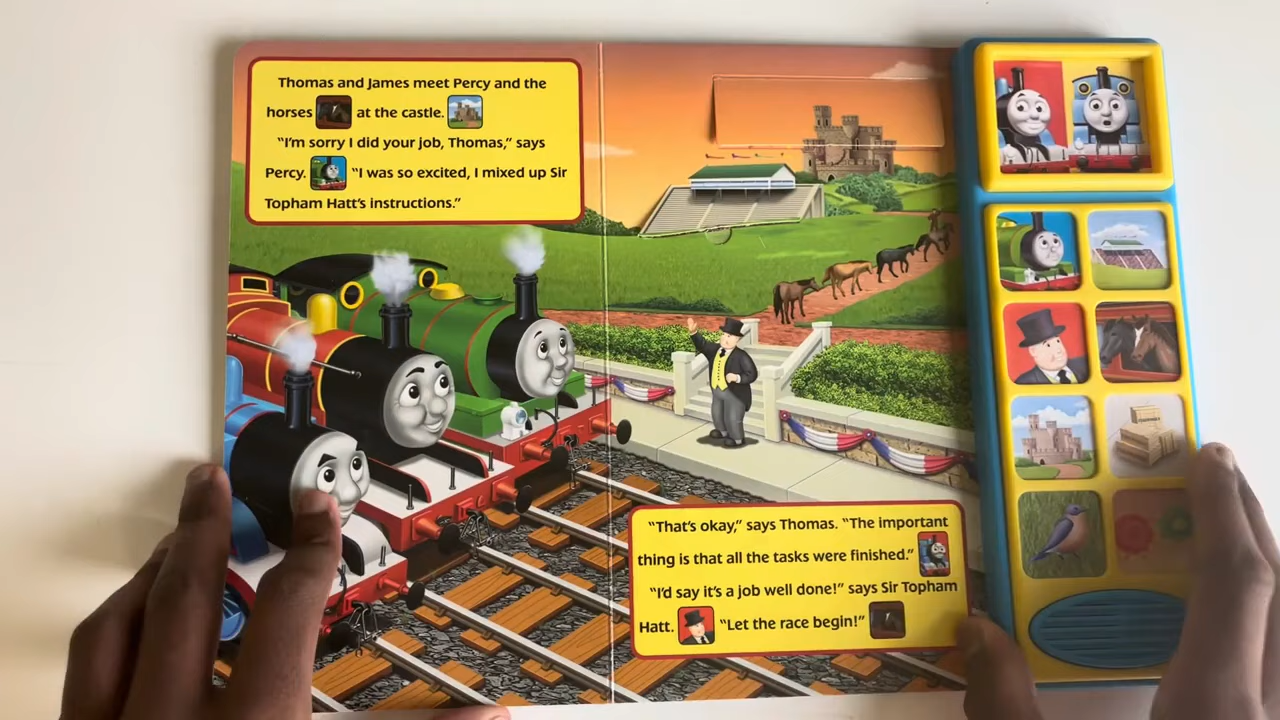 Thomas and James meet Percy and the
horses at the castle.
"I'm sorry I did your job, Thomas," says
Percy. "I was so excited, I mixed up Sir
Topham Hatt's instructions."
"That's okay," says Thomas. "The important
thing is that all the tasks were finished."
"I'd say it's a job well done!" says Sir Topham
Hatt. "Let the race begin!"